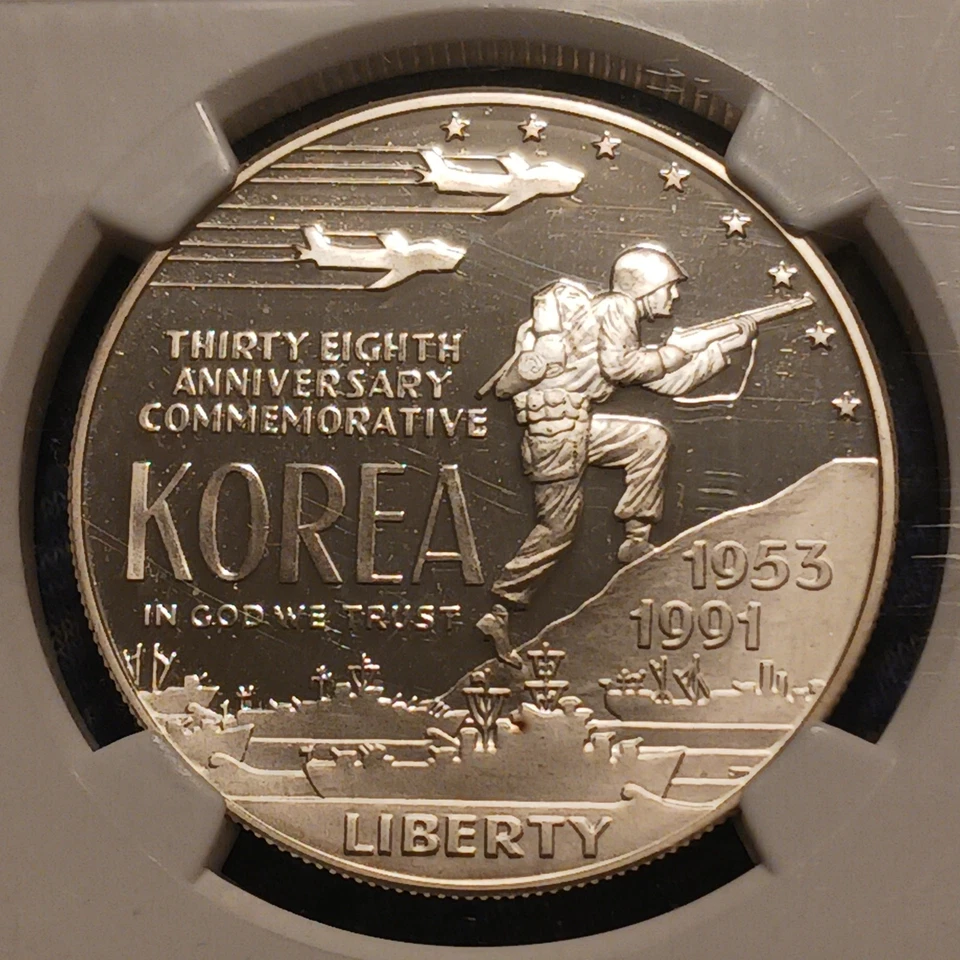 THIRTY EIGHTH
ANNIVERSARY
COMMEMORATIVE
KOREA
IN GOD WE TRUST
1953
1991
LIBERTY